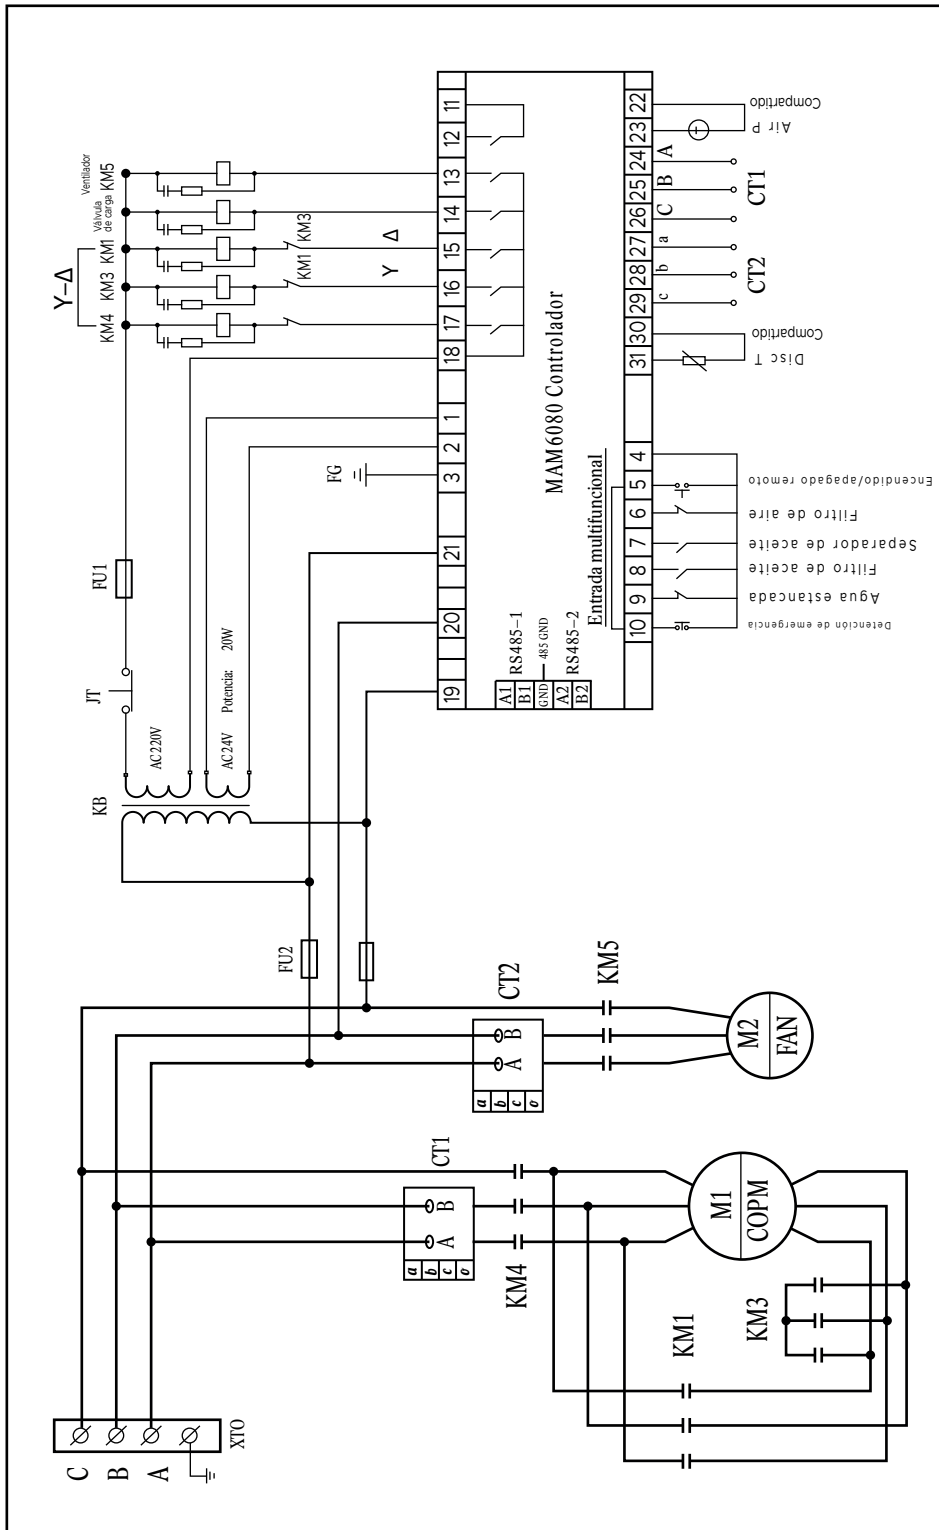 Y-Δ
KM4
KM3
KM1
Válvula
de carga
Ventilador
KM5
KM1
KM3
Y
Δ
11
12
13
14
15
16
17
18
1
2
3
21
20
19
FG
FU1
JT
KB
AC220V
AC24V
Potencia: 20W
MAM6080 Controlador
Entrada multifuncional
A1
B1
GND
A2
B2
RS485-1
485 GND
RS485-2
22
23
24
25
26
27
28
29
30
31
4
5
6
7
8
9
10
Compartido
Air P
A
B
C
CT1
a
b
c
CT2
Compartido
Disc T
Encendido/apagado remoto
Filtro de aire
Separador de aceite
Filtro de aceite
Agua estancada
Detención de emergencia
FU2
CT2
A
B
a
b
c
o
KM5
M2
FAN
CT1
A
B
a
b
c
o
KM4
M1
COPM
KM1
KM3
XTO
C
B
A